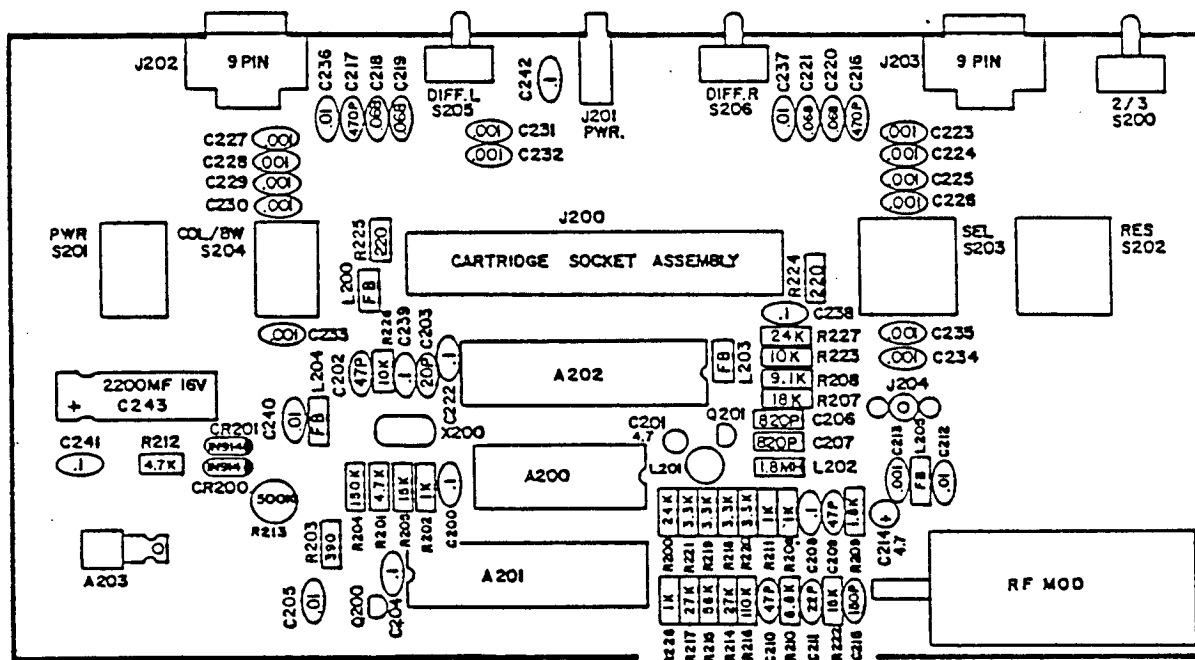 J202
9 PIN
C236
C217
C218
C219
.01
470P
.068
.068
DIFF.L
S205
C242
.1
J201
PWR.
DIFF.R
S206
C237
C221
C220
C216
.01
.068
.068
470P
J203
9 PIN
2/3
S200
C227 .001
C228 .001
C229 .001
C230 .001
.001 C231
.001 C232
.001 C223
.001 C224
.001 C225
.001 C226
PWR
S201
COL/BW
S204
R225
220
J200
CARTRIDGE SOCKET ASSEMBLY
R224
220
SEL
S203
RES
S202
L200
FB
.001 C233
R226
C239
C203
.1 C238
24K R227
10K R223
9.1K R208
18K R207
820P C206
820P C207
1.8MH L202
.001 C235
.001 C234
J204
2200MF 16V
+ C243
L204
FB
C202
47P
10K
.1
20P
.1
C222
A202
FB
L203
C240
.01
X200
C201
4.7
Q201
L201
C213
L205
C212
.001
FB
.01
C241
.1
R212
4.7K
CR201
1N914
1N914
CR200
500K
R213
150K
4.7K
15K
1K
.1
R204
R201
R205
R202
C200
A200
24K
3.3K
3.3K
3.3K
3.3K
1K
1K
.1
47P
1.8K
R200
R221
R219
R218
R220
R211
R206
C208
C209
R209
+
C214
4.7
A203
R203
390
C205
.01
Q200
C204
.1
A201
1K
27K
56K
27K
110K
47P
6.8K
22P
15K
150P
R228
R217
R215
R214
R216
C210
R210
C211
R222
C215
RF MOD